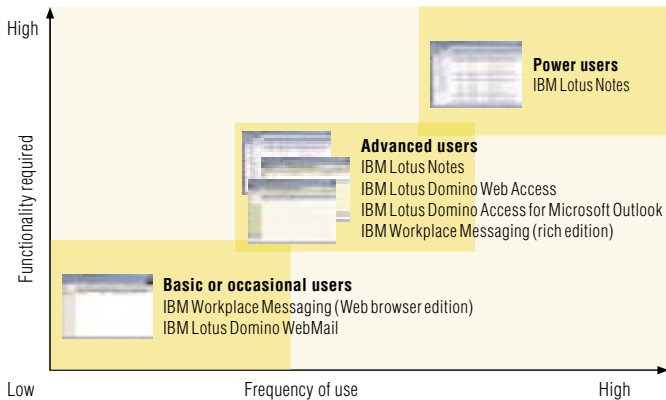 High
Power users
IBM Lotus Notes
Functionality required
Advanced users
IBM Lotus Notes
IBM Lotus Domino Web Access
IBM Lotus Domino Access for Microsoft Outlook
IBM Workplace Messaging (rich edition)
Basic or occasional users
IBM Workplace Messaging (Web browser edition)
IBM Lotus Domino WebMail
Low
Frequency of use
High